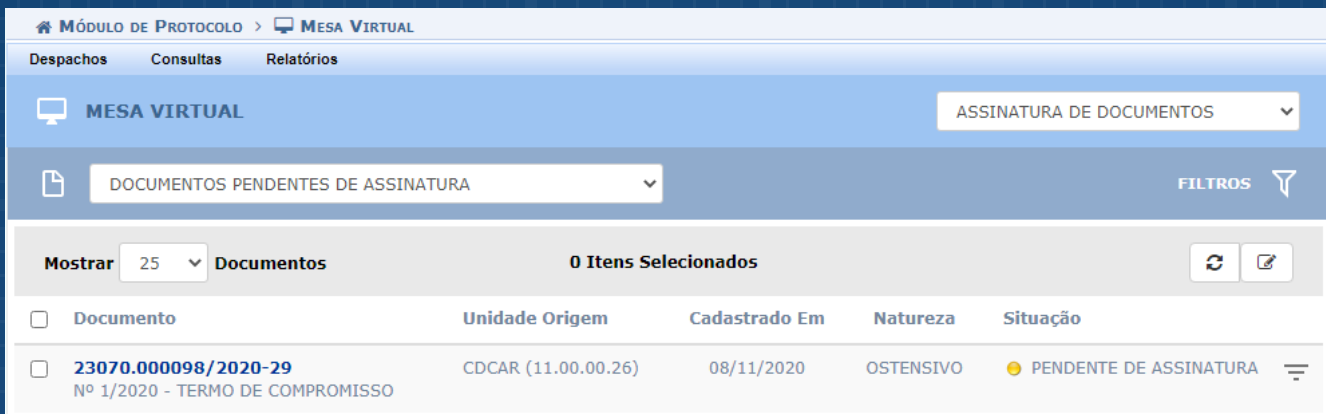 MÓDULO DE PROTOCOLO > MESA VIRTUAL
Despachos Consultas Relatórios
MESA VIRTUAL ASSINATURA DE DOCUMENTOS
DOCUMENTOS PENDENTES DE ASSINATURA FILTROS
Mostrar 25 Documentos 0 Itens Selecionados
Documento Unidade Origem Cadastrado Em Natureza Situação
23070.000098/2020-29 CDCAR (11.00.00.26) 08/11/2020 OSTENSIVO PENDENTE DE ASSINATURA
Nº 1/2020 - TERMO DE COMPROMISSO